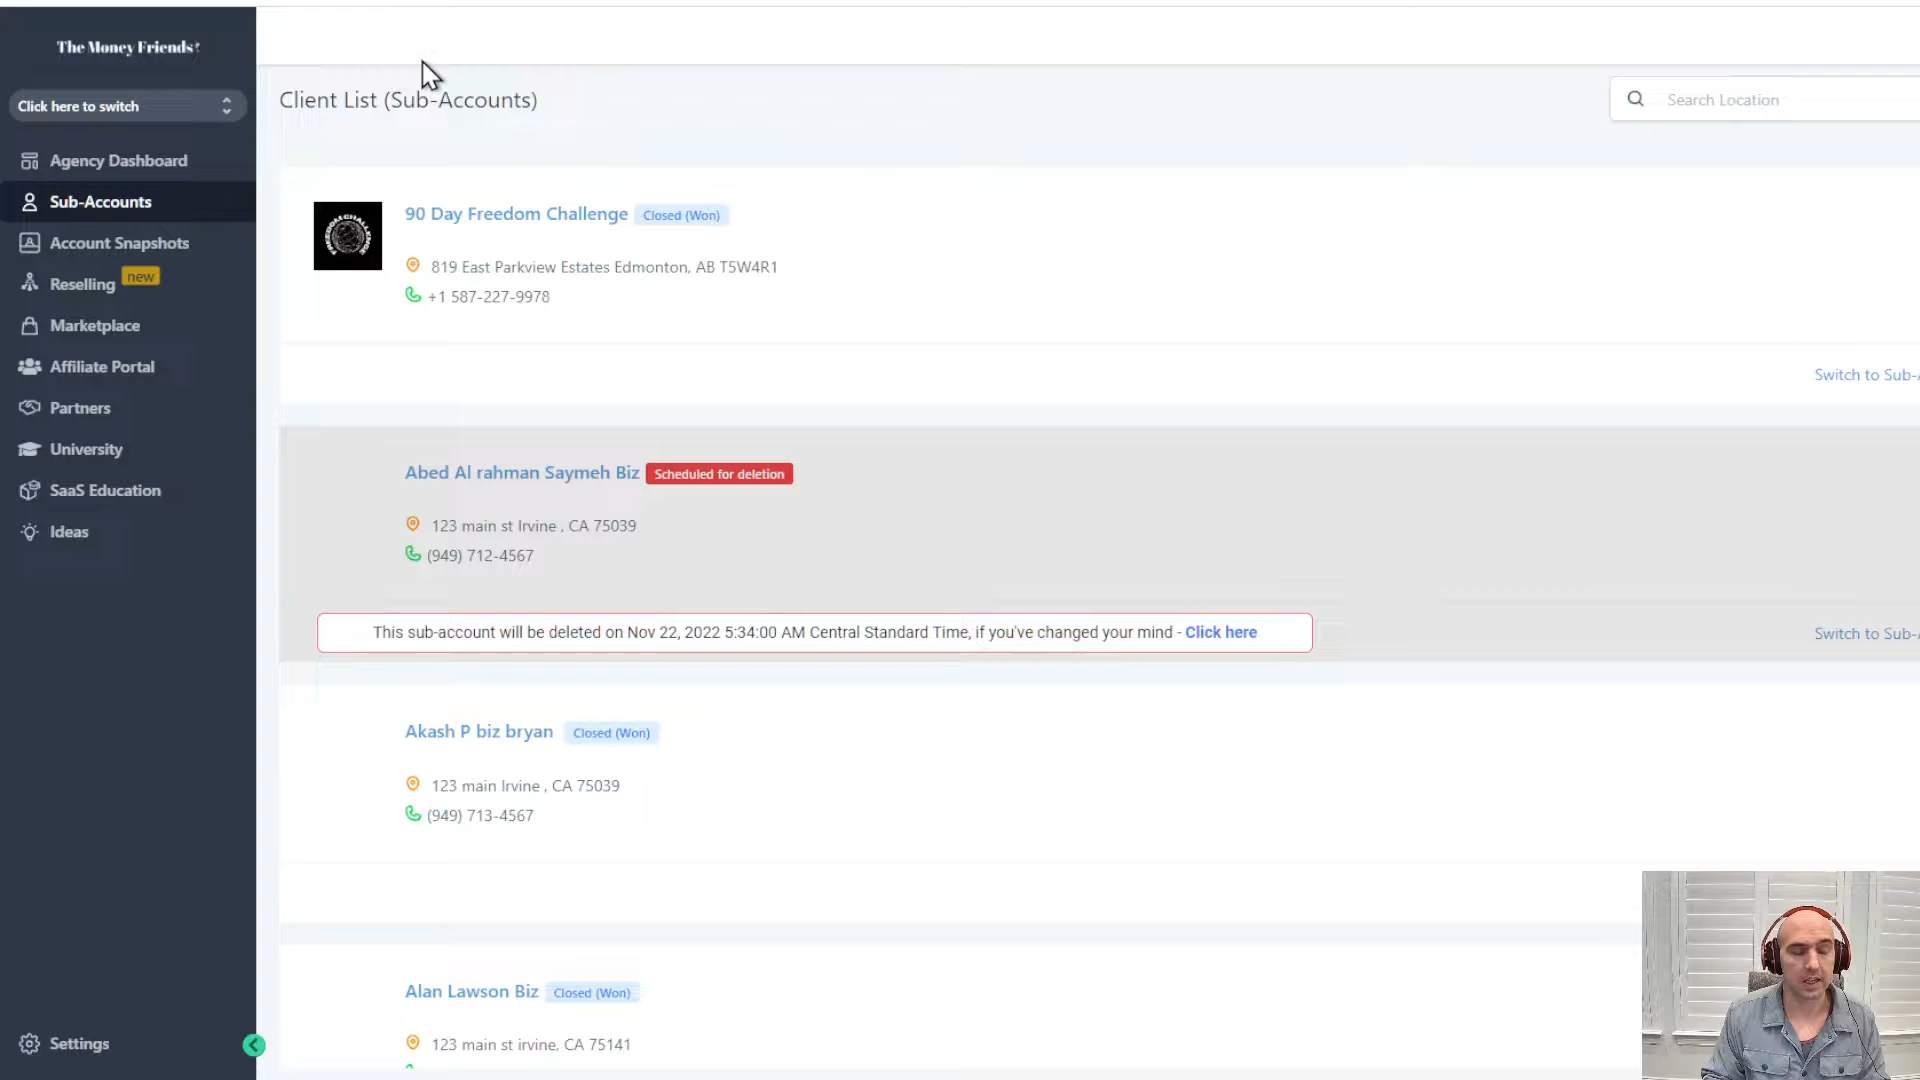 The Money Friends
Click here to switch
Agency Dashboard
Sub-Accounts
Account Snapshots
Reselling new
Marketplace
Affiliate Portal
Partners
University
SaaS Education
Ideas
Settings
Client List (Sub-Accounts)
Search Location
90 Day Freedom Challenge Closed (Won)
819 East Parkview Estates Edmonton, AB T5W4R1
+1 587-227-9978
Switch to Sub-
FREEDOM CHALLENGE
Abed Al rahman Saymeh Biz Scheduled for deletion
123 main st Irvine , CA 75039
(949) 712-4567
This sub-account will be deleted on Nov 22, 2022 5:34:00 AM Central Standard Time, if you've changed your mind - Click here
Switch to Sub-
Akash P biz bryan Closed (Won)
123 main Irvine , CA 75039
(949) 713-4567
Alan Lawson Biz Closed (Won)
123 main st irvine, CA 75141